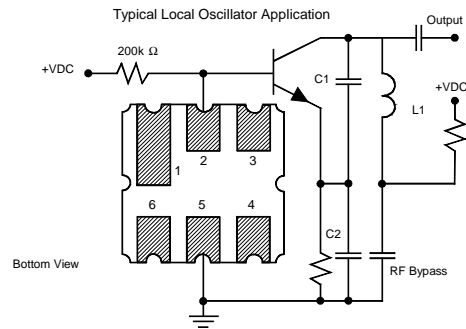 Typical Local Oscillator Application
Output
200k Ω
+VDC
C1
+VDC
L1
1
2
3
6
5
4
C2
Bottom View
RF Bypass